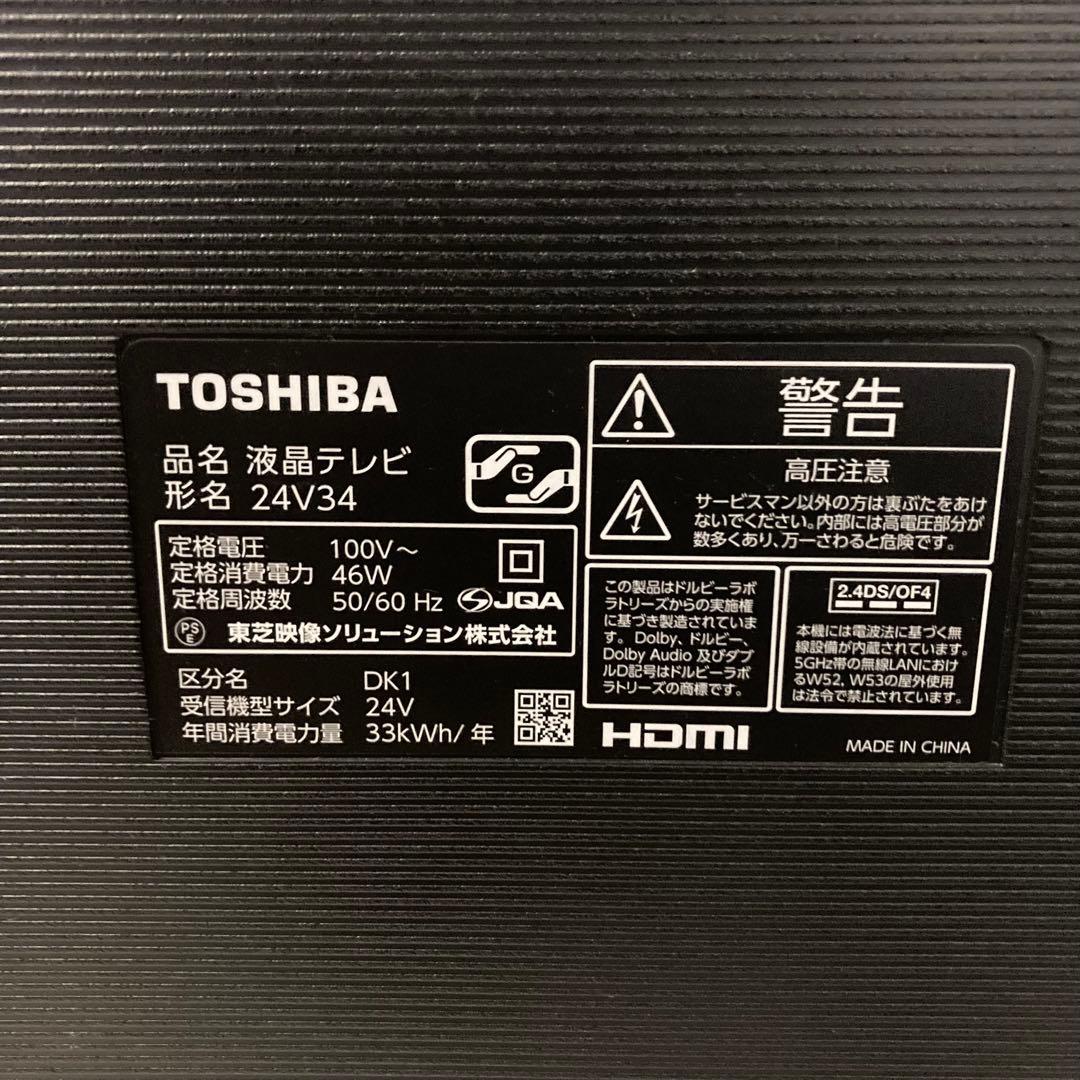 TOSHIBA
品名 液晶テレビ
形名 24V34
G
定格電圧 100V～
定格消費電力 46W
定格周波数 50/60 Hz
JQA
PS
E
東芝映像ソリューション株式会社
区分名 DK1
受信機型サイズ 24V
年間消費電力量 33kWh/年
警告
高圧注意
サービスマン以外の方は裏ぶたをあけ
ないでください。内部には高電圧部分が
数多くあり、万一さわると危険です。
この製品はドルビーラボ
ラトリーズからの実施権
に基づき製造されていま
す。Dolby、ドルビー、
Dolby Audio 及びダブ
ルD記号はドルビーラボ
ラトリーズの商標です。
2.4DS/OF4
本機には電波法に基づく無
線設備が内蔵されています。
5GHz帯の無線LANにおけ
るW52, W53の屋外使用
は法令で禁止されています。
HDMI
MADE IN CHINA